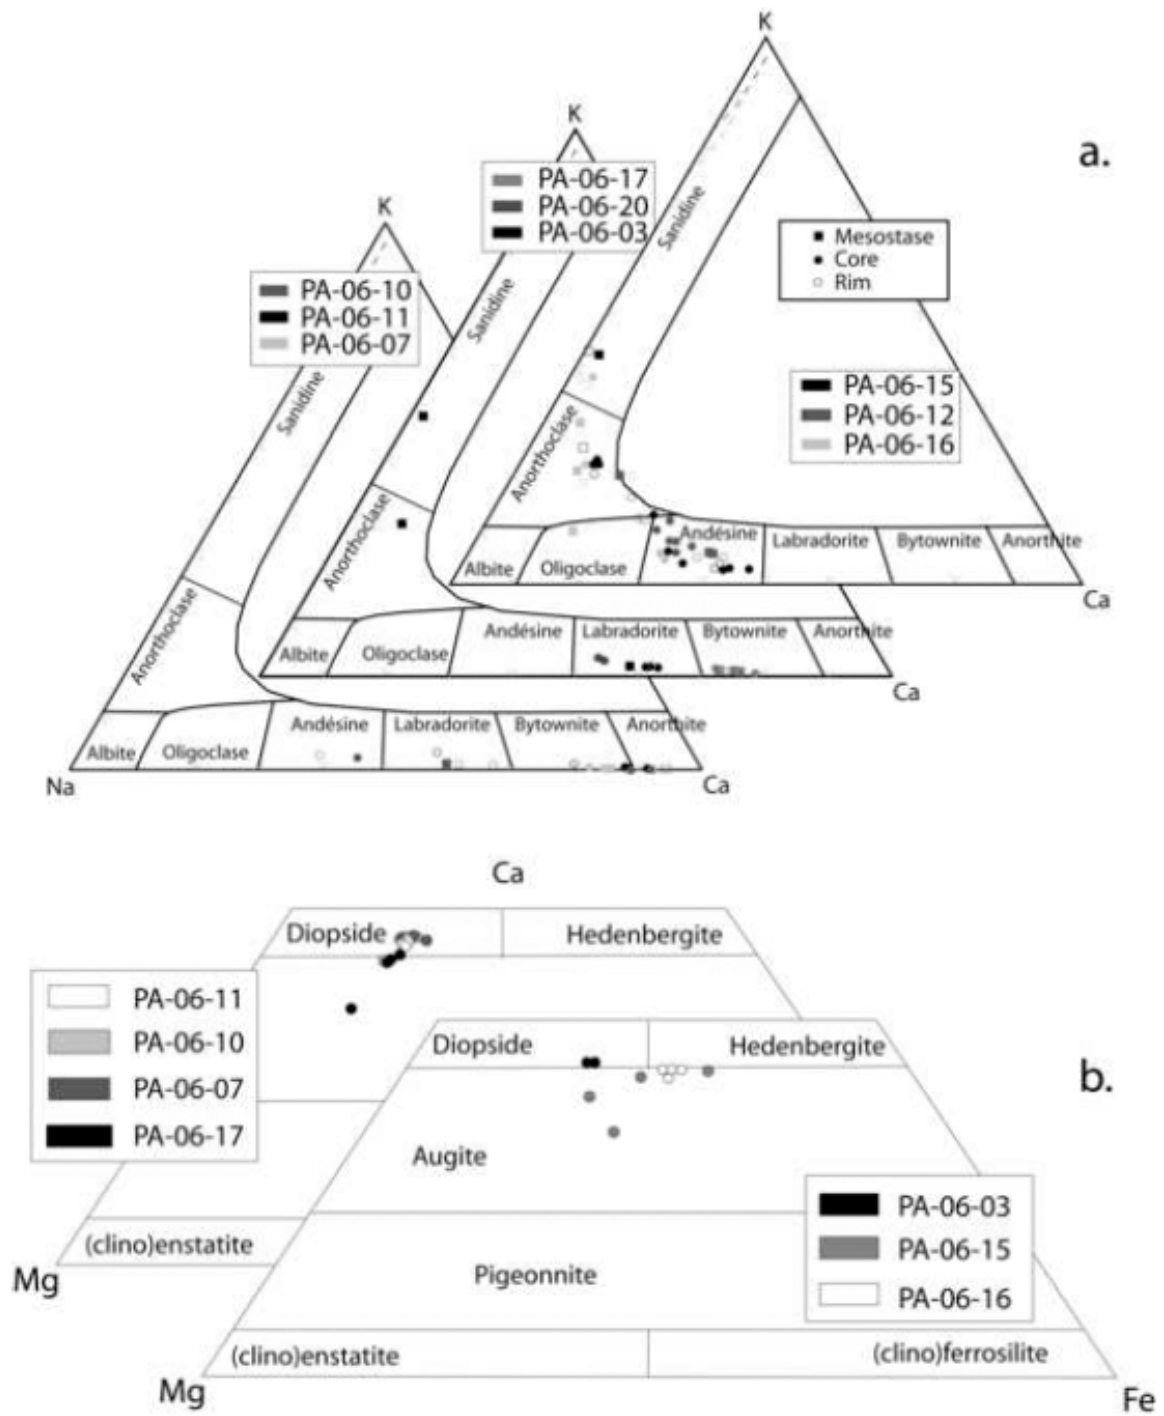 K
a.
K
PA-06-17
PA-06-20
PA-06-03
Sanidine
Mesostase
Core
Rim
K
PA-06-10
PA-06-11
PA-06-07
Sanidine
PA-06-15
PA-06-12
PA-06-16
Sanidine
Anorthoclase
Albite
Oligoclase
Andésine
Labradorite
Bytownite
Anorthite
Ca
Anorthoclase
Albite
Oligoclase
Andésine
Labradorite
Bytownite
Anorthite
Ca
Anorthoclase
Albite
Oligoclase
Andésine
Labradorite
Bytownite
Anorthite
Na
Ca
Ca
Diopside
Hedenbergite
PA-06-11
PA-06-10
PA-06-07
PA-06-17
Diopside
Hedenbergite
b.
Augite
(clino)enstatite
Mg
PA-06-03
PA-06-15
PA-06-16
Pigeonnite
(clino)enstatite
(clino)ferrosilite
Mg
Fe